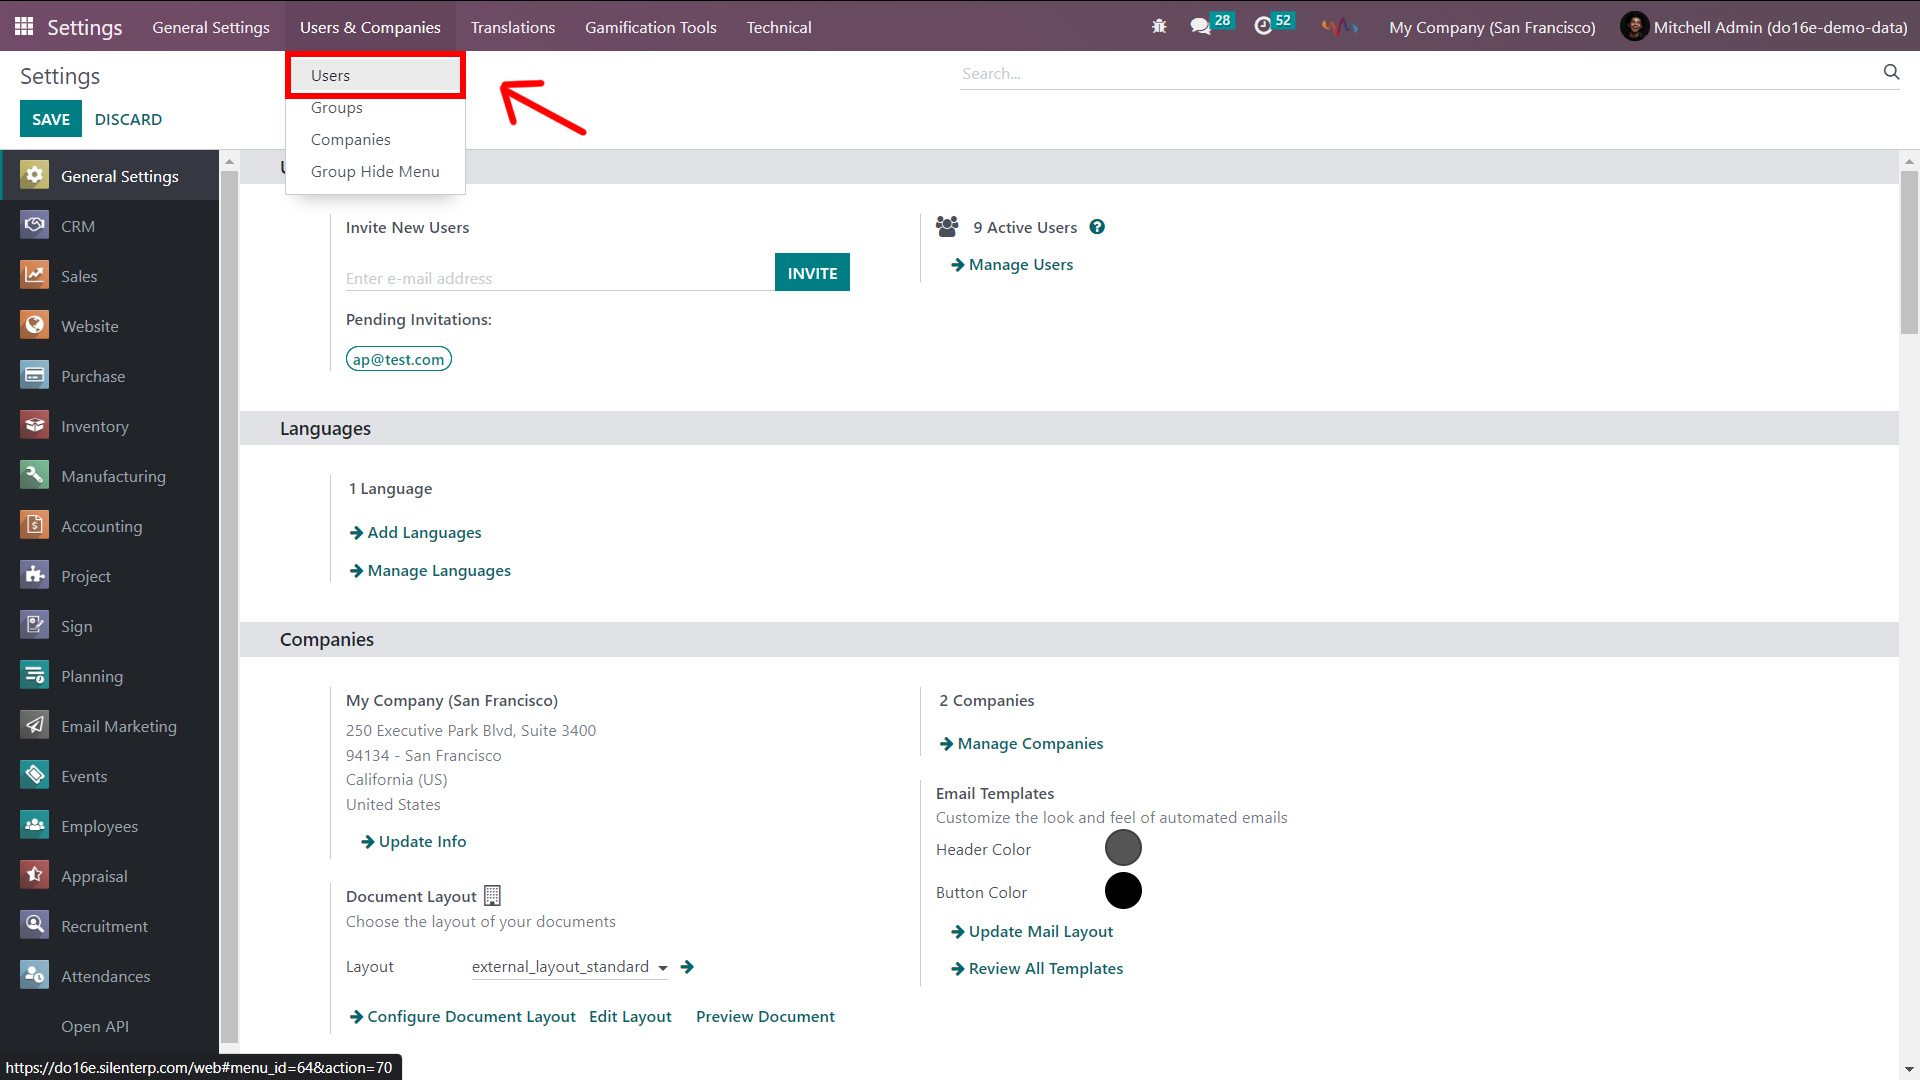 Settings General Settings Users & Companies Translations Gamification Tools Technical 28 52 My Company (San Francisco) Mitchell Admin (do16e-demo-data)
Settings
Search...
SAVE DISCARD
Users
Groups
Companies
Group Hide Menu
General Settings
CRM
Sales
Website
Purchase
Inventory
Manufacturing
Accounting
Project
Sign
Planning
Email Marketing
Events
Employees
Appraisal
Recruitment
Attendances
Open API
Invite New Users
Enter e-mail address
INVITE
Pending Invitations:
ap@test.com
9 Active Users ?
Manage Users
Languages
1 Language
Add Languages
Manage Languages
Companies
My Company (San Francisco)
250 Executive Park Blvd, Suite 3400
94134 - San Francisco
California (US)
United States
Update Info
2 Companies
Manage Companies
Document Layout
Choose the layout of your documents
Layout external_layout_standard
Configure Document Layout Edit Layout Preview Document
Email Templates
Customize the look and feel of automated emails
Header Color
Button Color
Update Mail Layout
Review All Templates
https://do16e.silenterp.com/web#menu_id=64&action=70